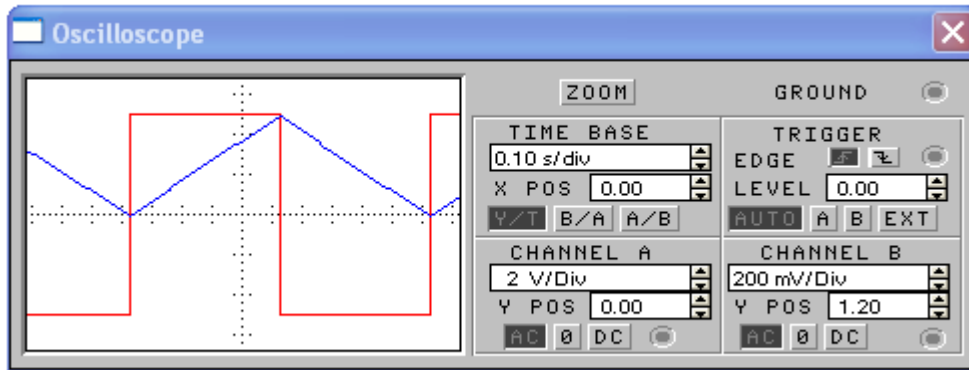 Oscilloscope
ZOOM
GROUND
TIME BASE
0.10 s/div
X POS 0.00
Y/T B/A A/B
TRIGGER
EDGE
LEVEL 0.00
AUTO A B EXT
CHANNEL A
2 V/Div
Y POS 0.00
AC 0 DC
CHANNEL B
200 mV/Div
Y POS 1.20
AC 0 DC